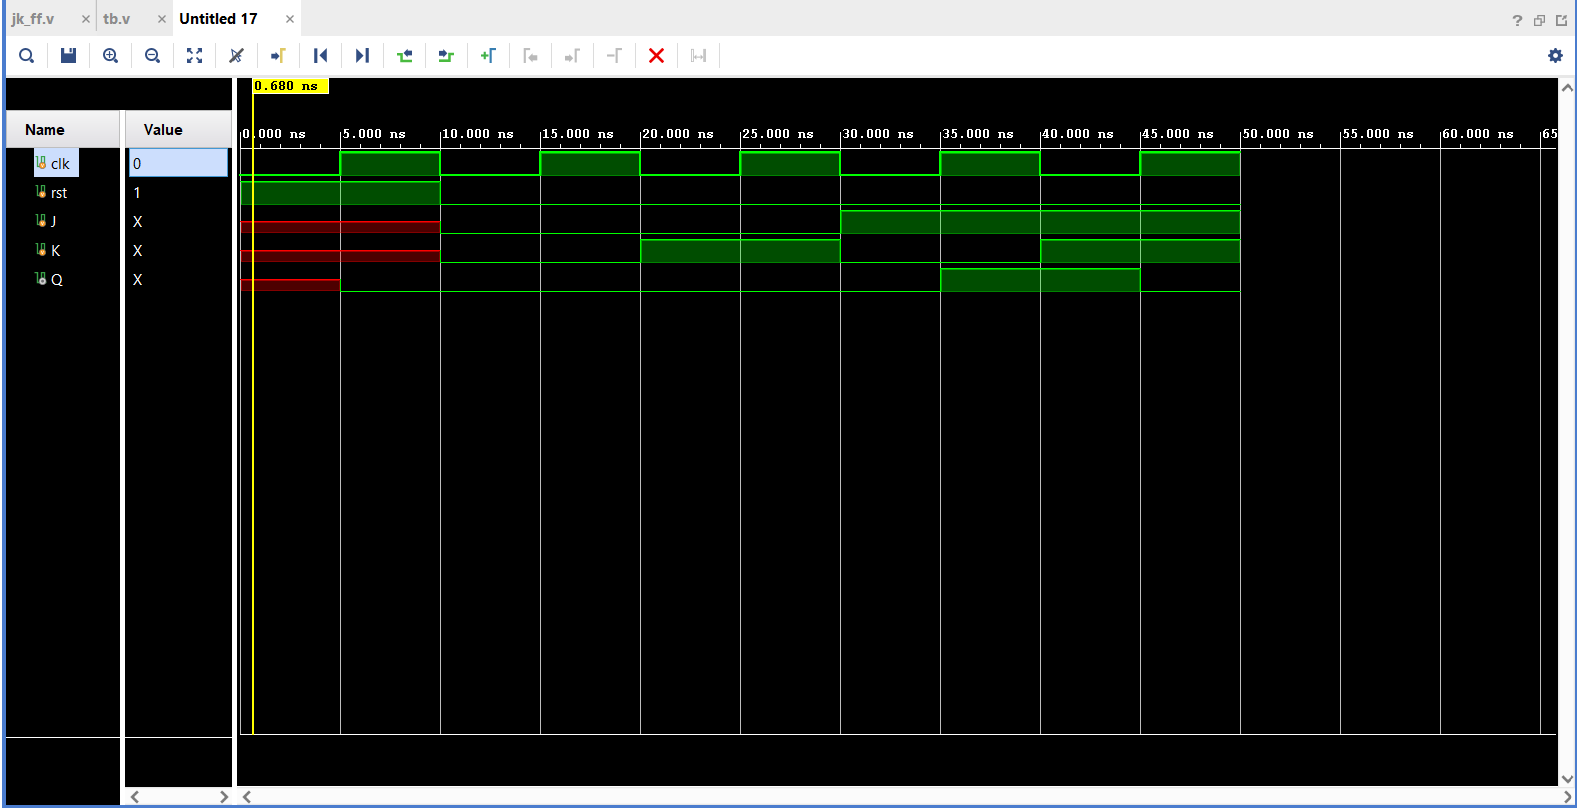 jk_ff.v × tb.v × Untitled 17 ×
?
0.680 ns
Name Value
0.000 ns 5.000 ns 10.000 ns 15.000 ns 20.000 ns 25.000 ns 30.000 ns 35.000 ns 40.000 ns 45.000 ns 50.000 ns 55.000 ns 60.000 ns 65
clk 0
rst 1
J X
K X
Q X